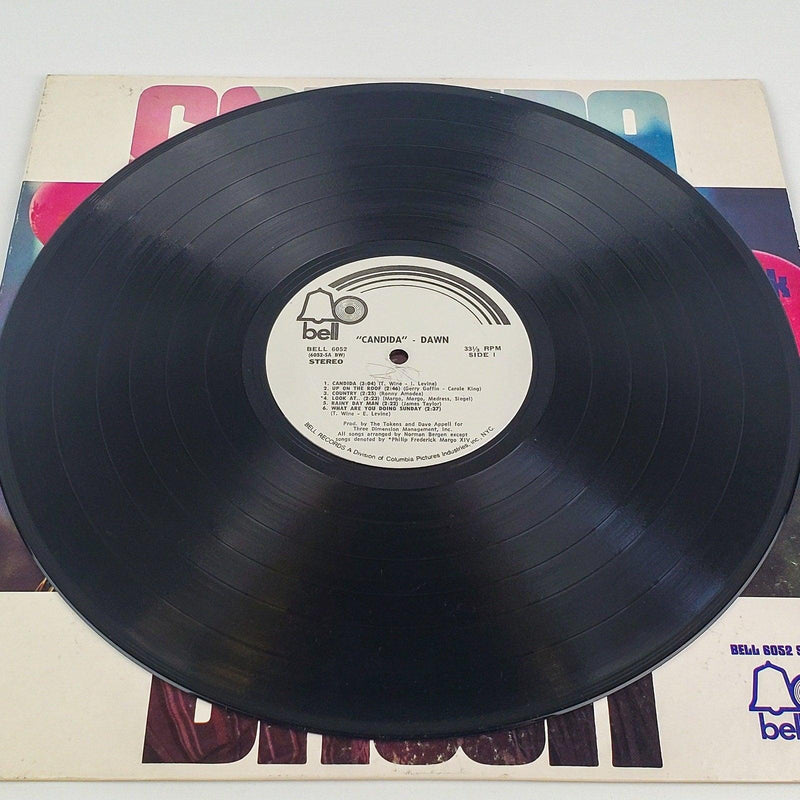 bell
"CANDIDA" - DAWN
BELL 6052
(6052-SA BW)
STEREO
33⅓ RPM
SIDE 1
1. CANDIDA (3:04) (T. Wine - I. Levine)
2. UP ON THE ROOF (2:46) (Gerry Goffin - Carole King)
3. COUNTRY (2:25) (Ronny Amodea)
*4. LOOK AT.. (2:23) (Margo, Margo, Medress, Siegel)
5. RAINY DAY MAN (2:22) (James Taylor)
6. WHAT ARE YOU DOING SUNDAY (2:37)
(T. Wine - E. Levine)
Prod. by The Tokens and Dave Appell for
Three Dimension Management, Inc.
All songs arranged by Norman Bergen except
songs denoted by *Philip Frederick Margo XIV
BELL RECORDS A Division of Columbia Pictures Industries, Inc. NYC
BELL 6052 S
bell